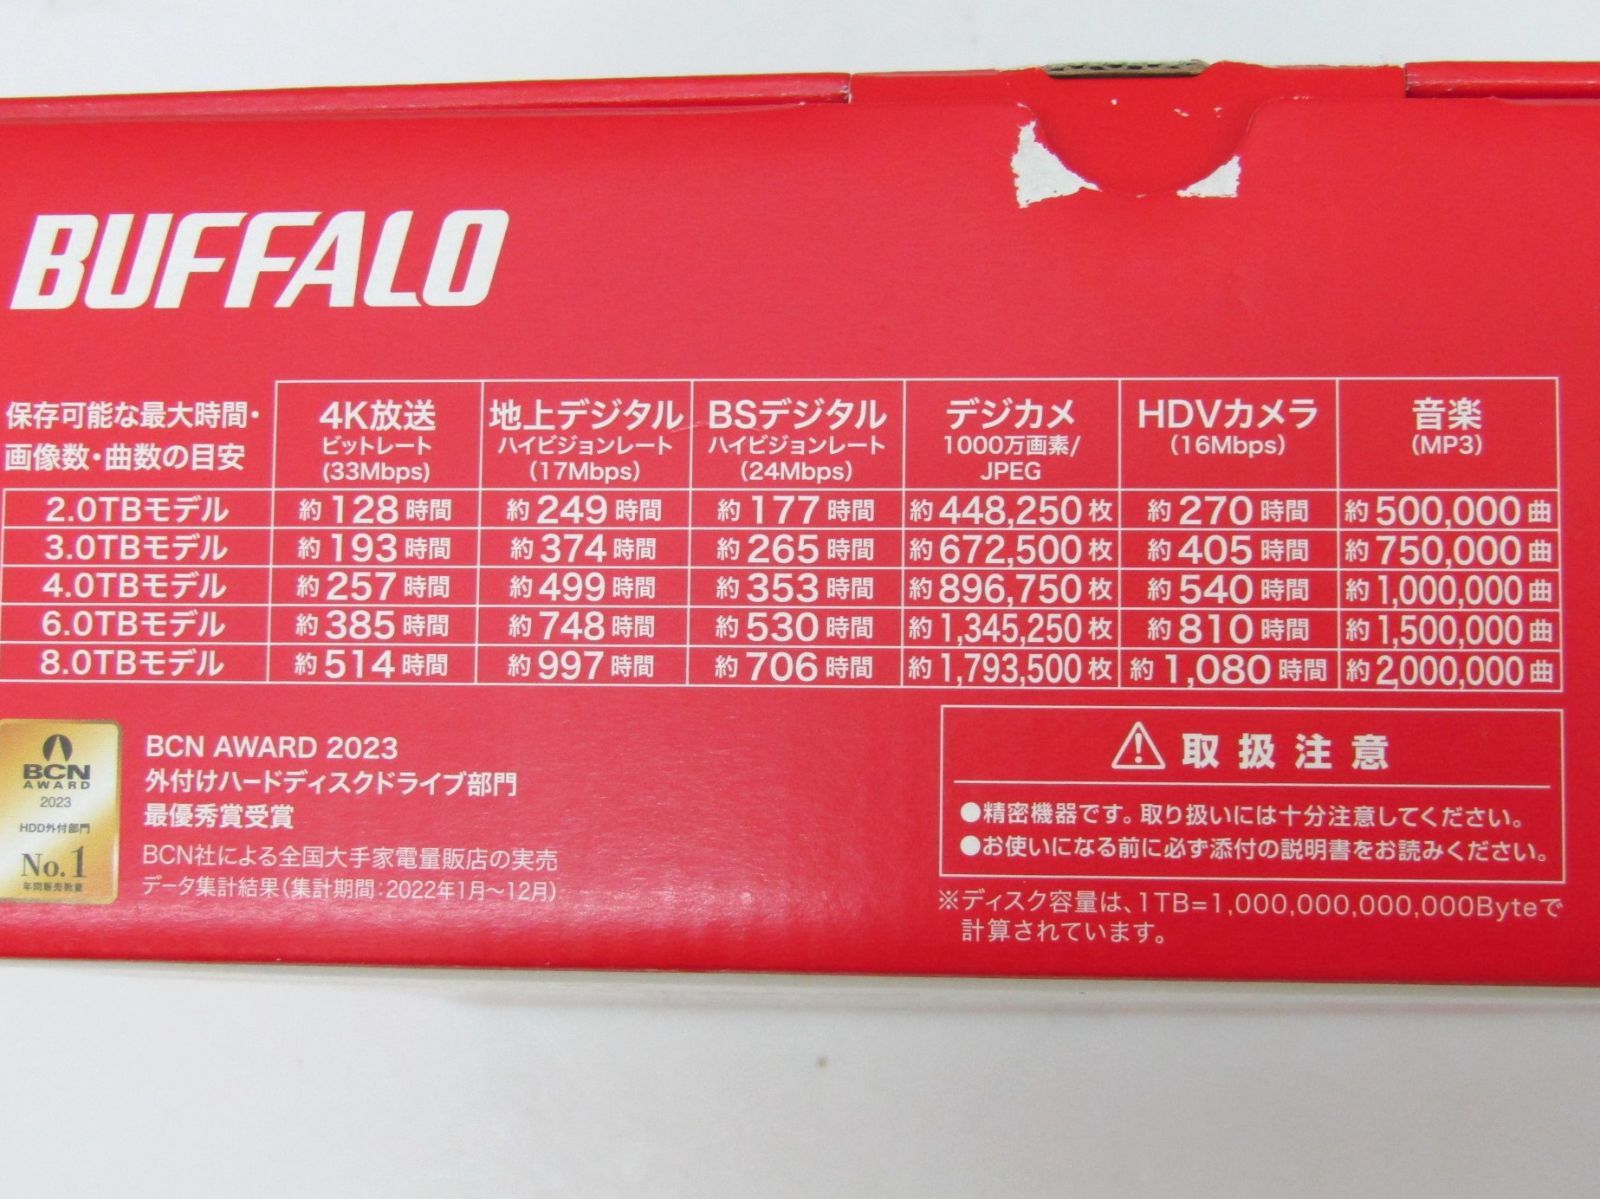 BUFFALO
保存可能な最大時間・
画像数・曲数の目安
4K放送
ビットレート
(33Mbps)
地上デジタル
ハイビジョンレート
(17Mbps)
BSデジタル
ハイビジョンレート
(24Mbps)
デジカメ
1000万画素/
JPEG
HDVカメラ
(16Mbps)
音楽
(MP3)
2.0TBモデル 約128時間 約249時間 約177時間 約448,250枚 約270時間 約500,000曲
3.0TBモデル 約193時間 約374時間 約265時間 約672,500枚 約405時間 約750,000曲
4.0TBモデル 約257時間 約499時間 約353時間 約896,750枚 約540時間 約1,000,000曲
6.0TBモデル 約385時間 約748時間 約530時間 約1,345,250枚 約810時間 約1,500,000曲
8.0TBモデル 約514時間 約997時間 約706時間 約1,793,500枚 約1,080時間 約2,000,000曲
BCN
AWARD
2023
HDD外付部門
No.1
年間販売数量
BCN AWARD 2023
外付けハードディスクドライブ部門
最優秀賞受賞
BCN社による全国大手家電量販店の実売
データ集計結果(集計期間:2022年1月～12月)
取扱注意
●精密機器です。取り扱いには十分注意してください。
●お使いになる前に必ず添付の説明書をお読みください。
※ディスク容量は、1TB=1,000,000,000,000Byteで
計算されています。